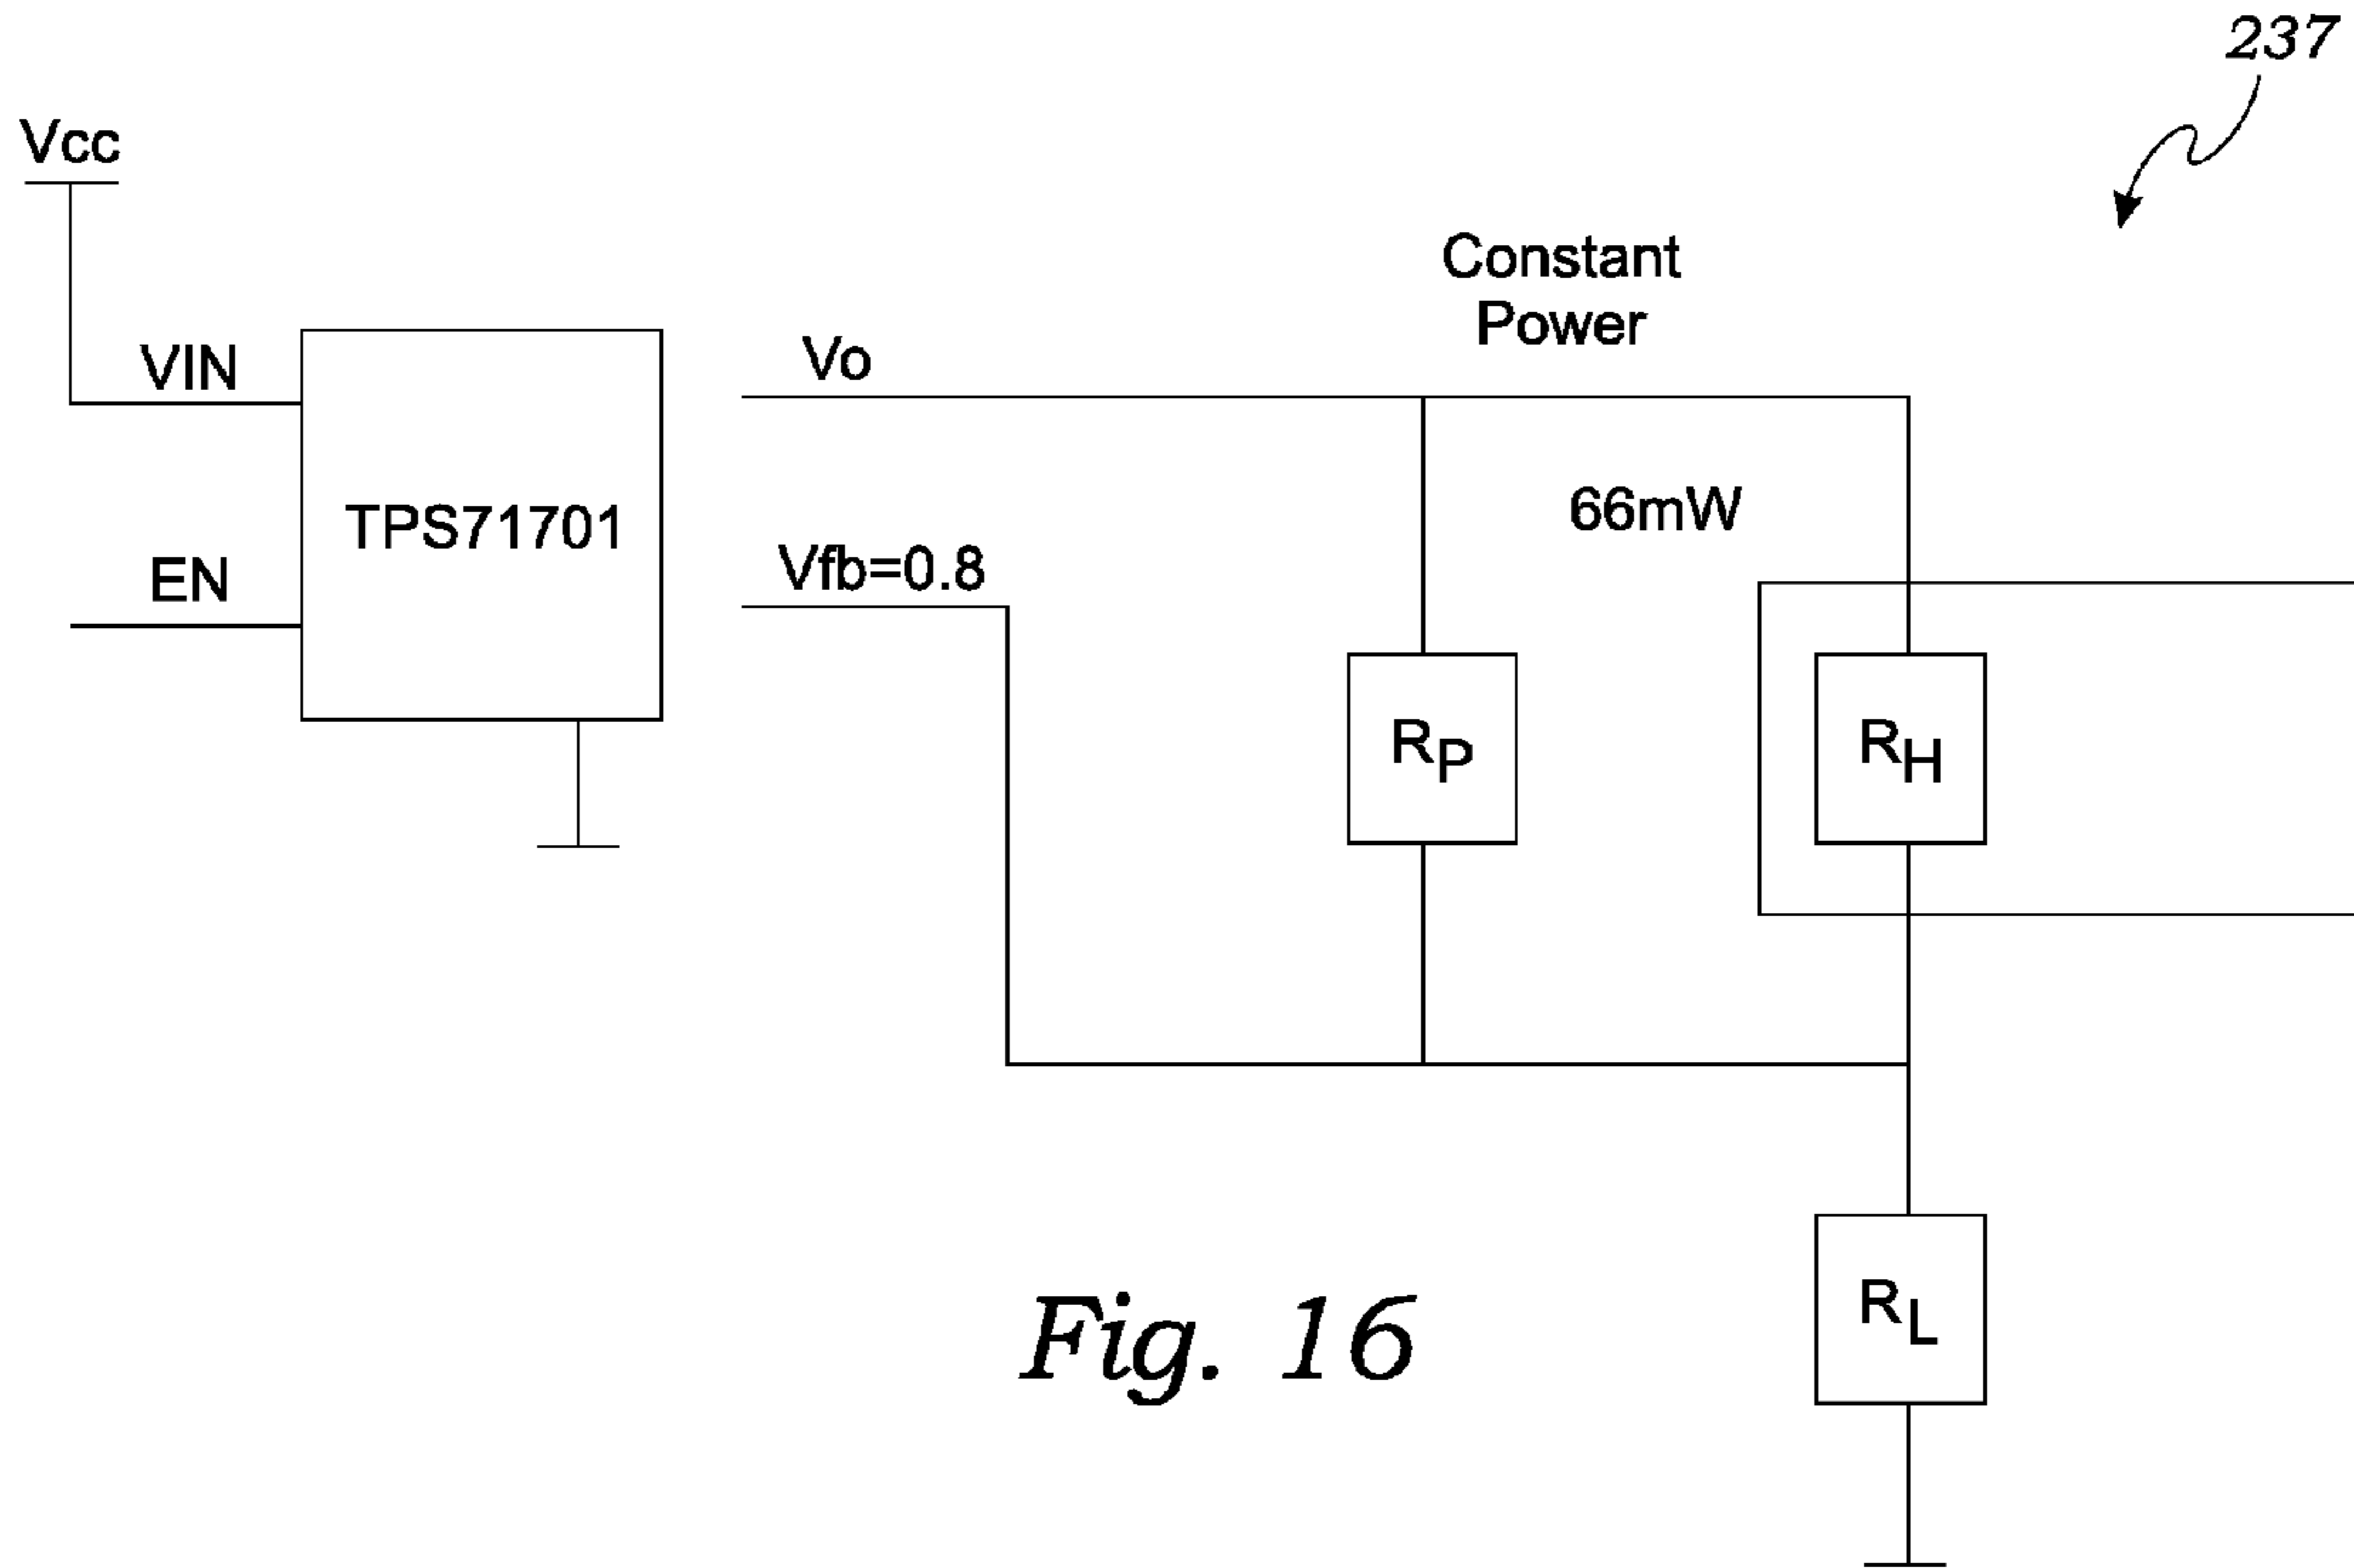 237
Vcc
Constant
Power
VIN
Vo
66mW
TPS71701
Vfb=0.8
EN
RP
RH
RL
Fig. 16